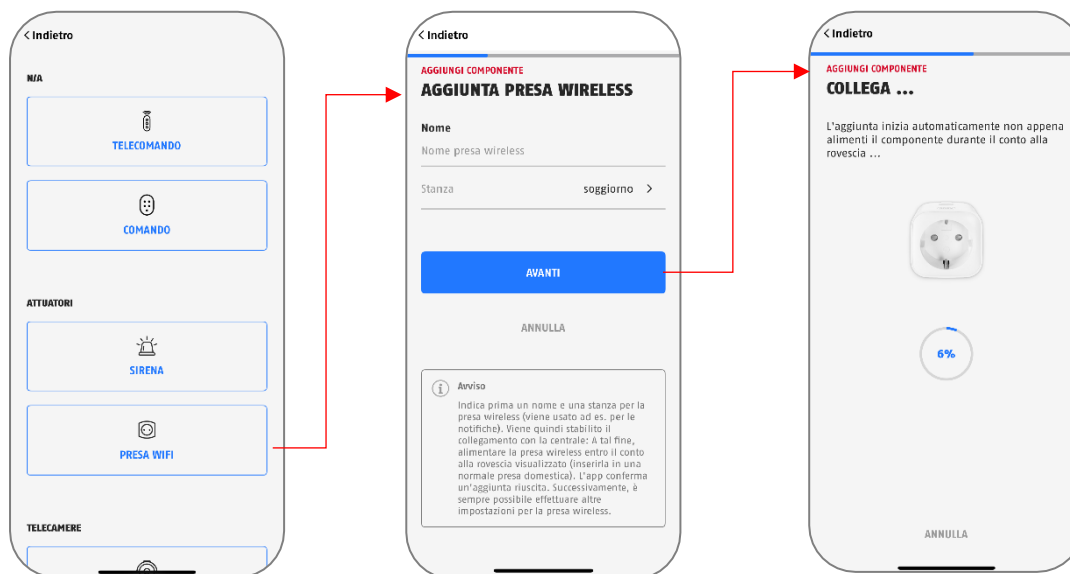 < Indietro
N/A
TELECOMANDO
COMANDO
ATTUATORI
SIRENA
PRESA WIFI
TELECAMERE
< Indietro
AGGIUNGI COMPONENTE
AGGIUNTA PRESA WIRELESS
Nome
Nome presa wireless
Stanza soggiorno >
AVANTI
ANNULLA
Avviso
Indica prima un nome e una stanza per la
presa wireless (viene usato ad es. per le
notifiche). Viene quindi stabilito il
collegamento con la centrale: A tal fine,
alimentare la presa wireless entro il conto
alla rovescia visualizzato (inserirla in una
normale presa domestica). L'app conferma
un'aggiunta riuscita. Successivamente, è
sempre possibile effettuare altre
impostazioni per la presa wireless.
< Indietro
AGGIUNGI COMPONENTE
COLLEGA ...
L'aggiunta inizia automaticamente non appena
alimenti il componente durante il conto alla
rovescia ...
6%
ANNULLA